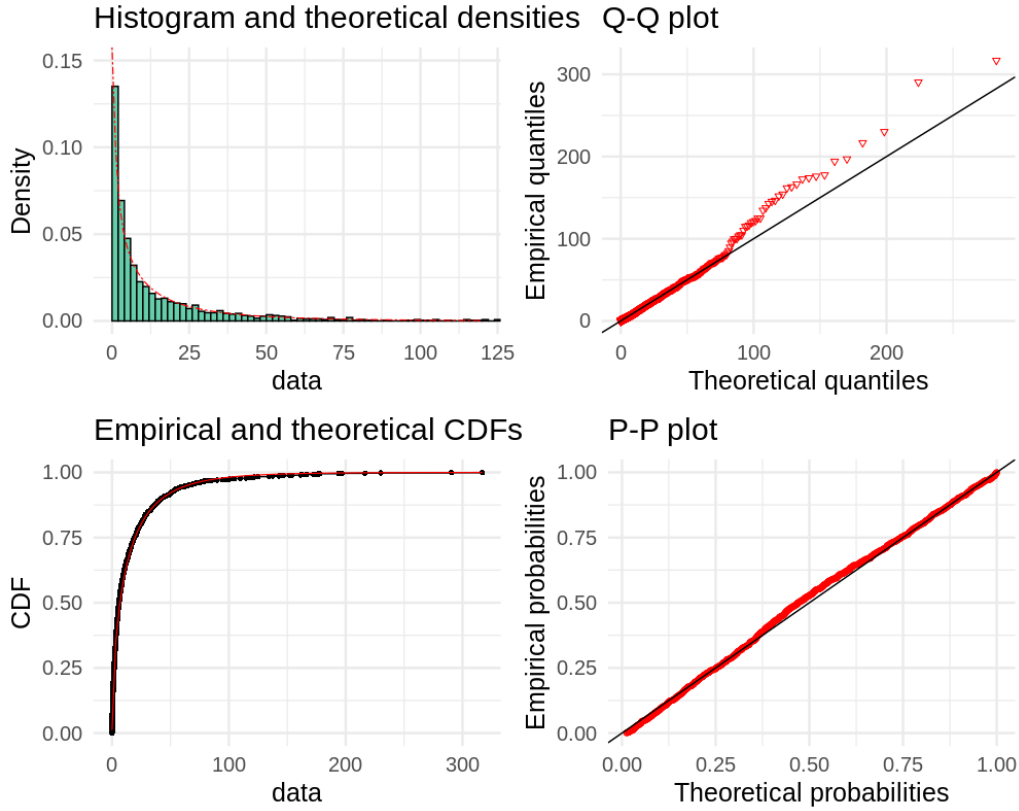 Histogram and theoretical densities
0.15
0.10
0.05
0.00
Density
0 25 50 75 100 125
data
Q-Q plot
300
200
100
0
Empirical quantiles
0 100 200
Theoretical quantiles
Empirical and theoretical CDFs
1.00
0.75
0.50
0.25
0.00
CDF
0 100 200 300
data
P-P plot
1.00
0.75
0.50
0.25
0.00
Empirical probabilities
0.00 0.25 0.50 0.75 1.00
Theoretical probabilities